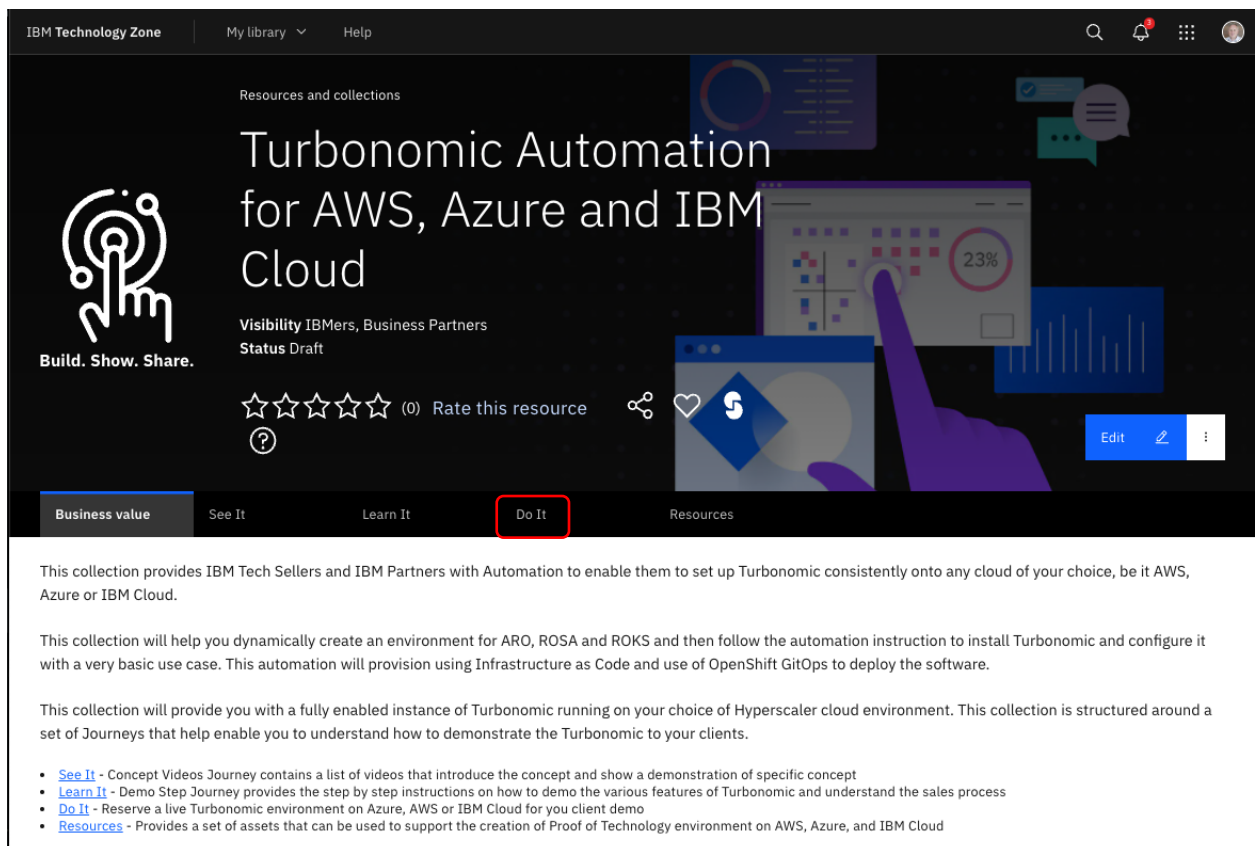 IBM Technology Zone My library Help 3
Resources and collections
Turbonomic Automation
for AWS, Azure and IBM
Cloud
23%
Visibility IBMers, Business Partners
Status Draft
Build. Show. Share.
(0) Rate this resource
Edit
Business value See It Learn It Do It Resources
This collection provides IBM Tech Sellers and IBM Partners with Automation to enable them to set up Turbonomic consistently onto any cloud of your choice, be it AWS,
Azure or IBM Cloud.
This collection will help you dynamically create an environment for ARO, ROSA and ROKS and then follow the automation instruction to install Turbonomic and configure it
with a very basic use case. This automation will provision using Infrastructure as Code and use of OpenShift GitOps to deploy the software.
This collection will provide you with a fully enabled instance of Turbonomic running on your choice of Hyperscaler cloud environment. This collection is structured around a
set of Journeys that help enable you to understand how to demonstrate the Turbonomic to your clients.
• See It - Concept Videos Journey contains a list of videos that introduce the concept and show a demonstration of specific concept
• Learn It - Demo Step Journey provides the step by step instructions on how to demo the various features of Turbonomic and understand the sales process
• Do It - Reserve a live Turbonomic environment on Azure, AWS or IBM Cloud for you client demo
• Resources - Provides a set of assets that can be used to support the creation of Proof of Technology environment on AWS, Azure, and IBM Cloud